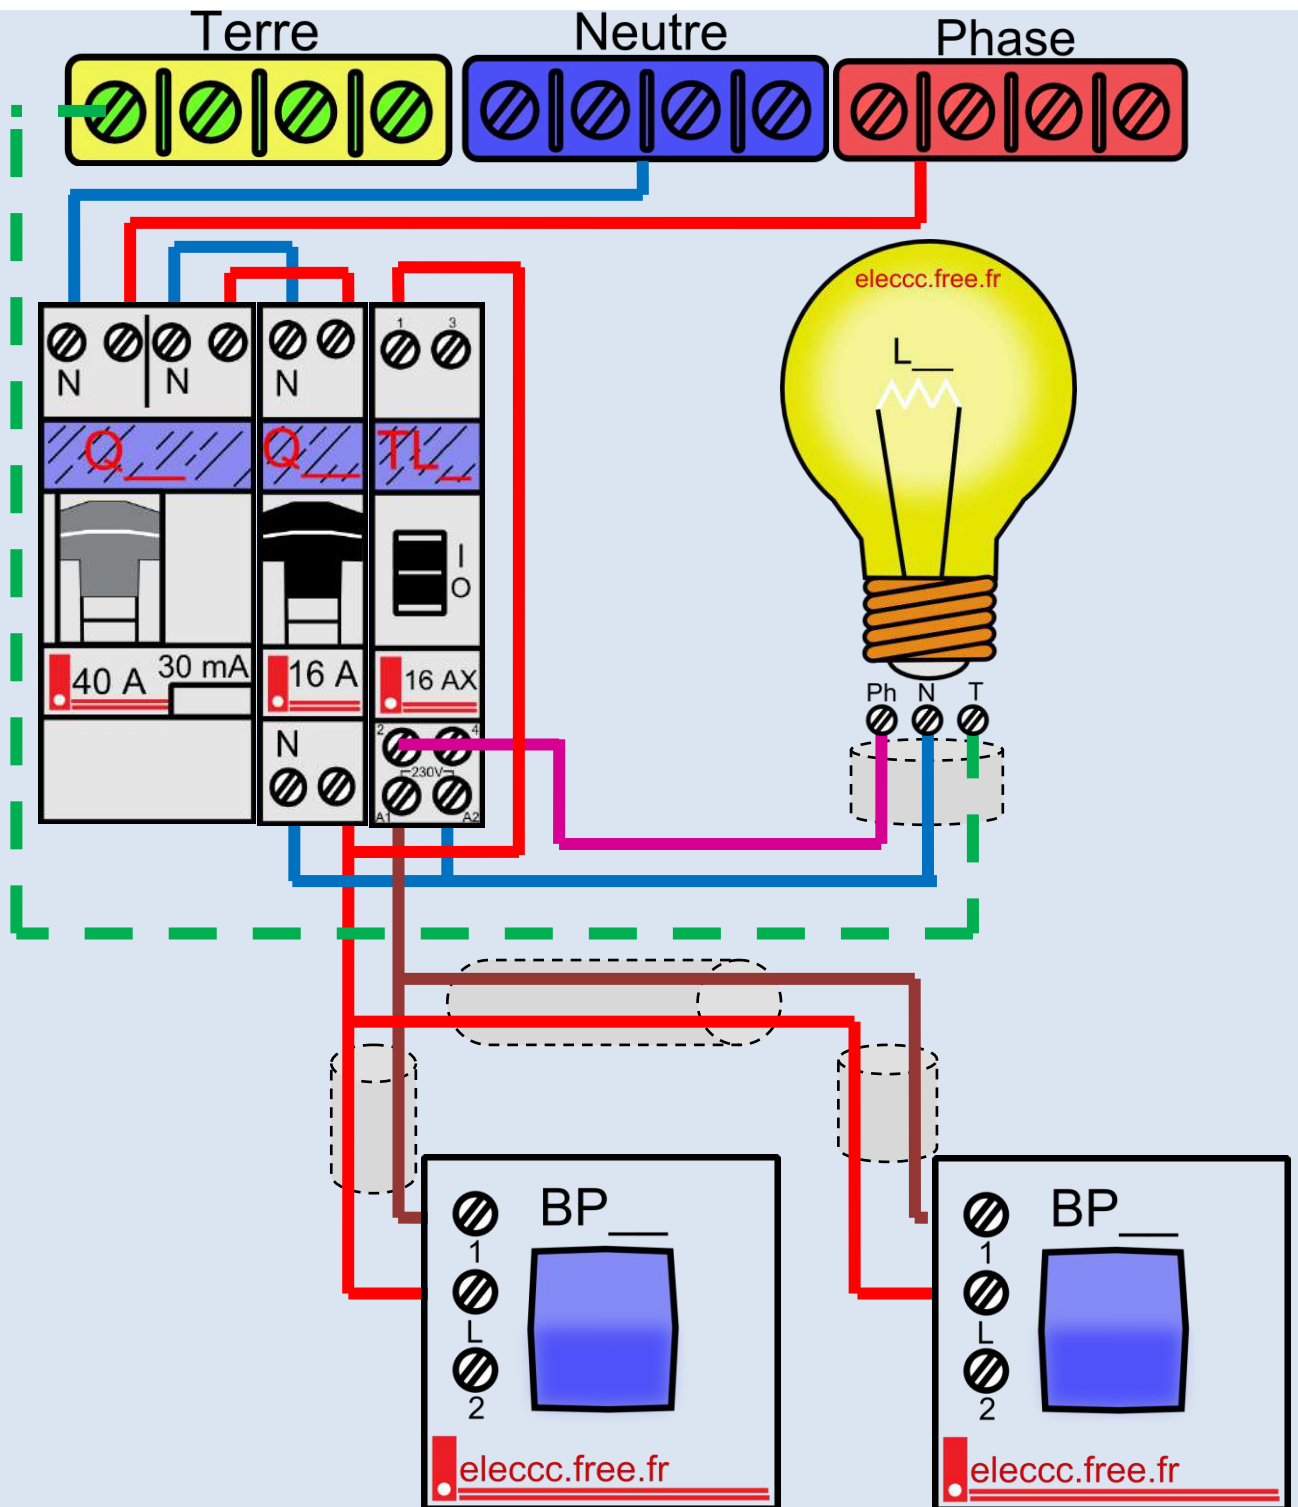 Terre Neutre Phase
eleccc.free.fr
L__
1 3
N N N
Q__ Q__ TL_
I
O
40 A 30 mA 16 A 16 AX
Ph N T
N 2 4
230V
A1 A2
BP__ BP__
1 1
L L
2 2
eleccc.free.fr eleccc.free.fr